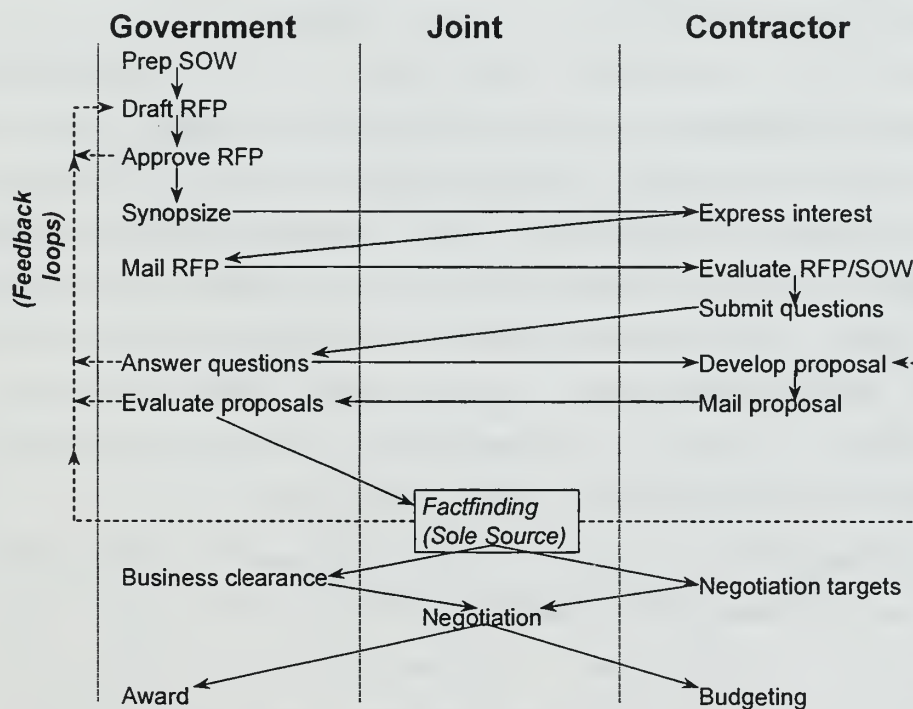 Government Joint Contractor
Prep SOW
Draft RFP
Approve RFP
Synopsize Express interest
Mail RFP Evaluate RFP/SOW
Submit questions
Answer questions Develop proposal
Evaluate proposals Mail proposal
(Feedback
loops)
Factfinding
(Sole Source)
Business clearance Negotiation targets
Negotiation
Award Budgeting